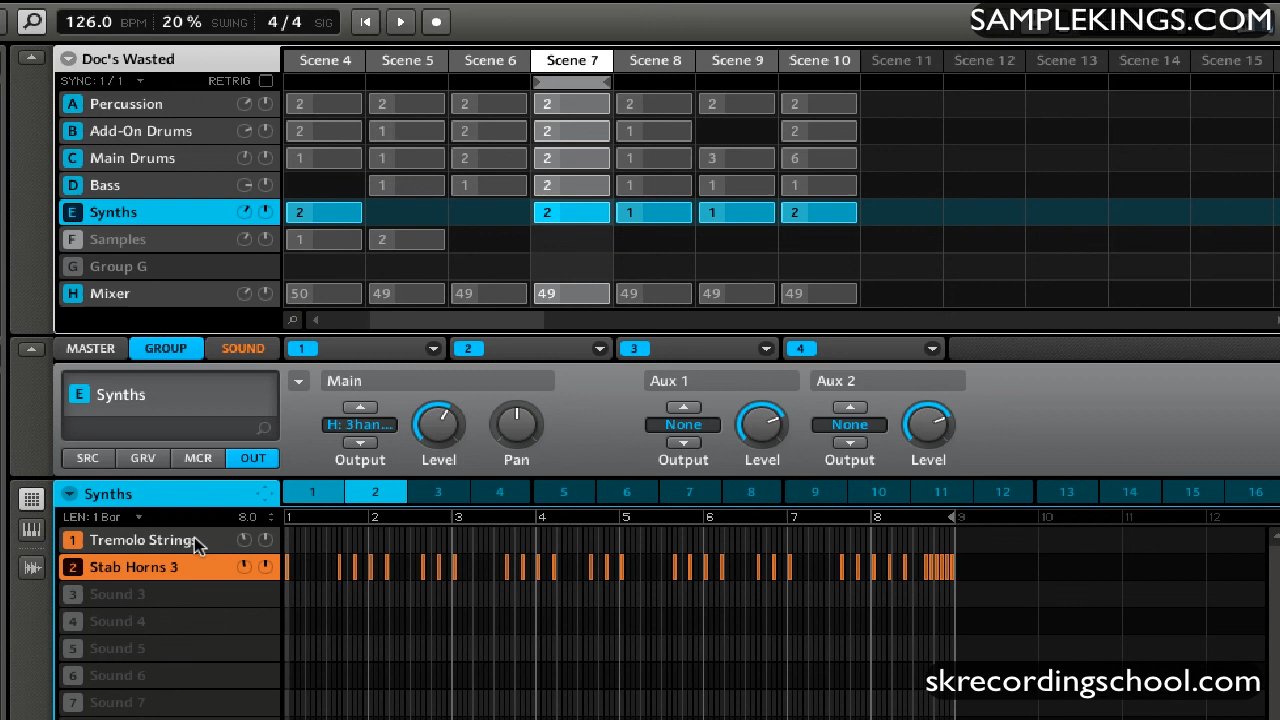 126.0 BPM 20 % SWING 4 / 4 SIG
SAMPLEKINGS.COM
Doc's Wasted Scene 4 Scene 5 Scene 6 Scene 7 Scene 8 Scene 9 Scene 10 Scene 11 Scene 12 Scene 13 Scene 14 Scene 15
SYNC: 1 / 1 RETRIG
A Percussion 2 2 2 2 2 2 2
B Add-On Drums 2 1 2 2 1 2
C Main Drums 1 1 2 2 1 3 6
D Bass 1 1 2 1 1 1
E Synths 2 2 1 1 2
F Samples 1 2
G Group G
H Mixer 50 49 49 49 49 49 49
MASTER GROUP SOUND 1 2 3 4
E Synths
Main Aux 1 Aux 2
H: 3han... None None
Output Level Pan Output Level Output Level
SRC GRV MCR OUT
Synths 1 2 3 4 5 6 7 8 9 10 11 12 13 14 15 16
LEN: 1 Bar 8.0 1 2 3 4 5 6 7 8 9 10 11 12
1 Tremolo Strings
2 Stab Horns 3
3 Sound 3
4 Sound 4
5 Sound 5
6 Sound 6
7 Sound 7
skrecordingschool.com